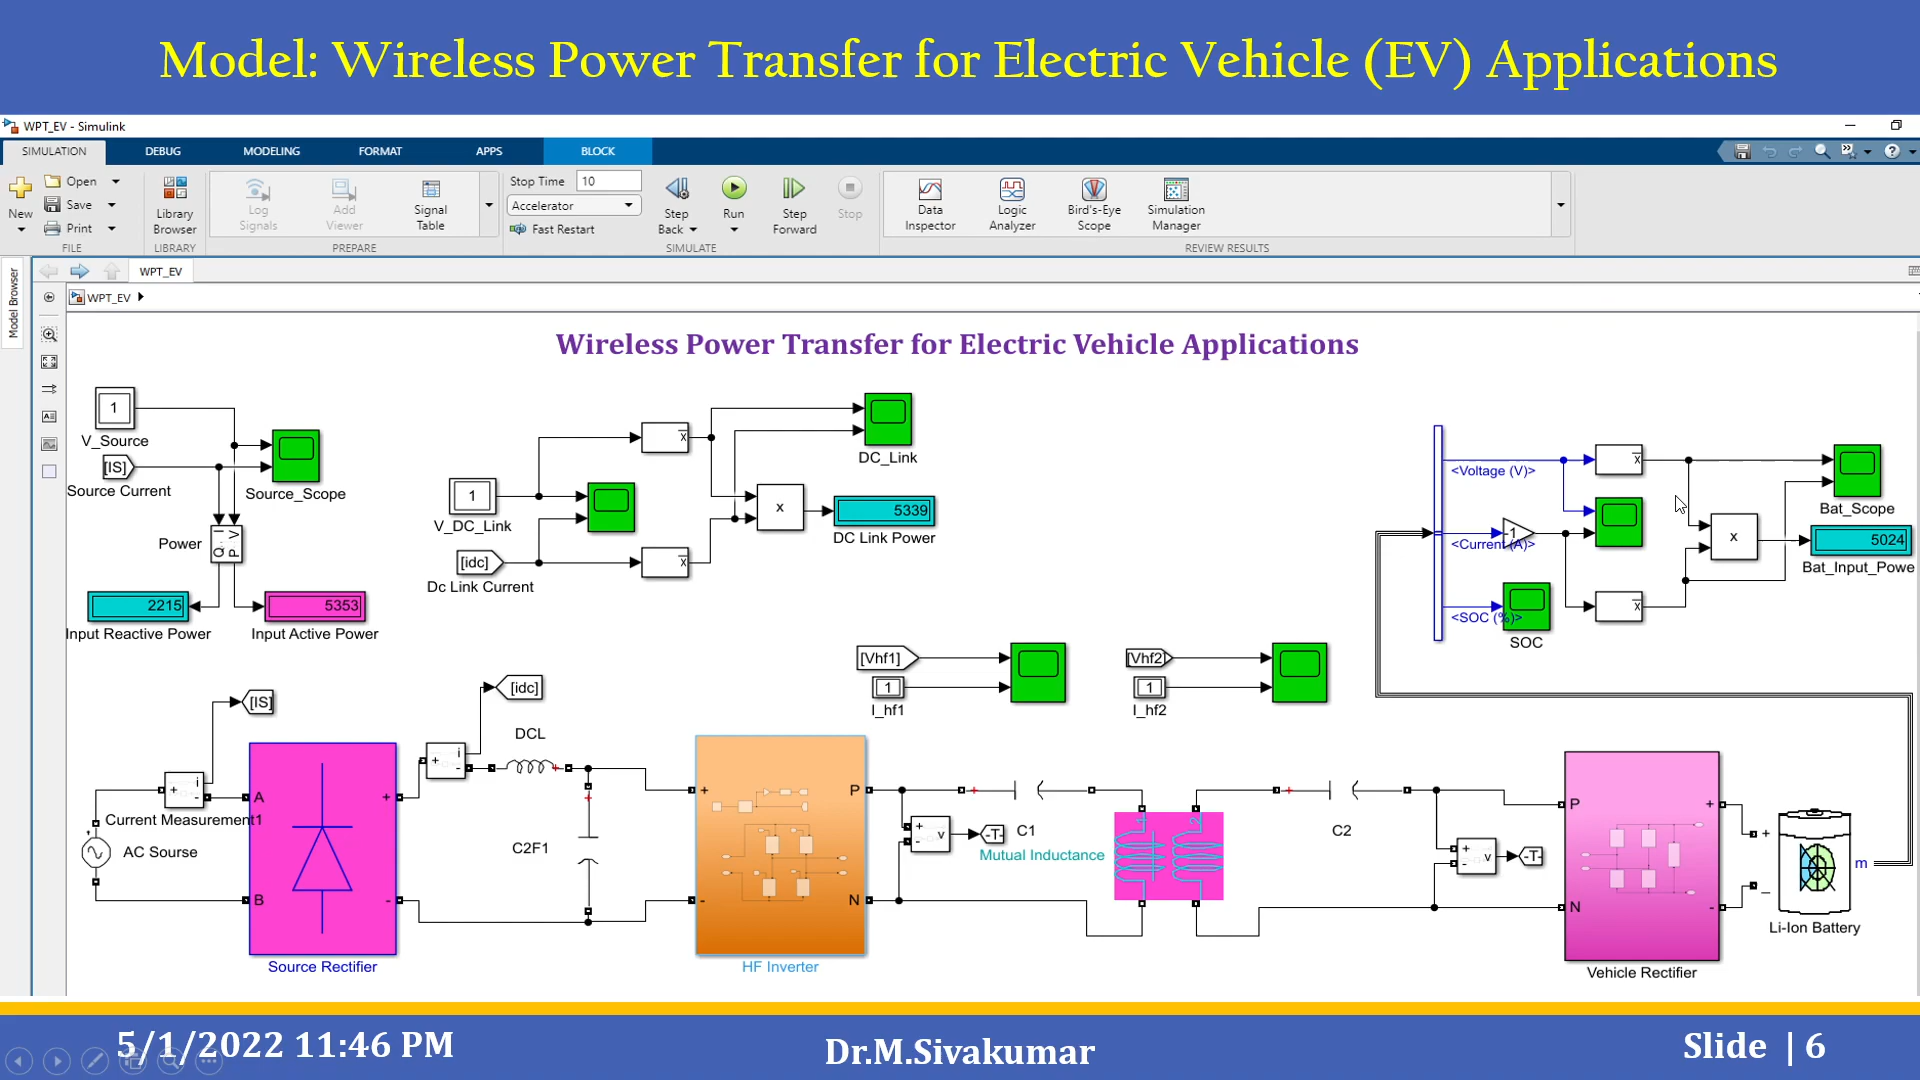 Model: Wireless Power Transfer for Electric Vehicle (EV) Applications
WPT_EV - Simulink
SIMULATION DEBUG MODELING FORMAT APPS BLOCK
New
Open
Save
Print
FILE
Library Browser
LIBRARY
Log Signals
Add Viewer
Signal Table
PREPARE
Stop Time 10
Accelerator
Fast Restart
Step Back
Run
Step Forward
Stop
SIMULATE
Data Inspector
Logic Analyzer
Bird's-Eye Scope
Simulation Manager
REVIEW RESULTS
Model Browser
WPT_EV
WPT_EV
Wireless Power Transfer for Electric Vehicle Applications
1
V_Source
[IS]
Source Current
Source_Scope
Power
I V
Q P
2215
Input Reactive Power
5353
Input Active Power
1
V_DC_Link
[idc]
Dc Link Current
x
x
DC_Link
x
5339
DC Link Power
<Voltage (V)>
-1
<Current (A)>
<SOC (%)>
SOC
x
x
x
Bat_Scope
5024
Bat_Input_Powe
[Vhf1]
1
I_hf1
[Vhf2]
1
I_hf2
[IS]
[idc]
DCL
i
+ -
Current Measurement1
AC Sourse
A
B
+
-
Source Rectifier
i
+ -
C2F1
+
-
P
N
HF Inverter
+
-
v
-T-
C1
Mutual Inductance
1 2
C2
+
-
v
-T-
P
N
+
-
Vehicle Rectifier
+
-
m
Li-Ion Battery
5/1/2022 11:46 PM
Dr.M.Sivakumar
Slide | 6